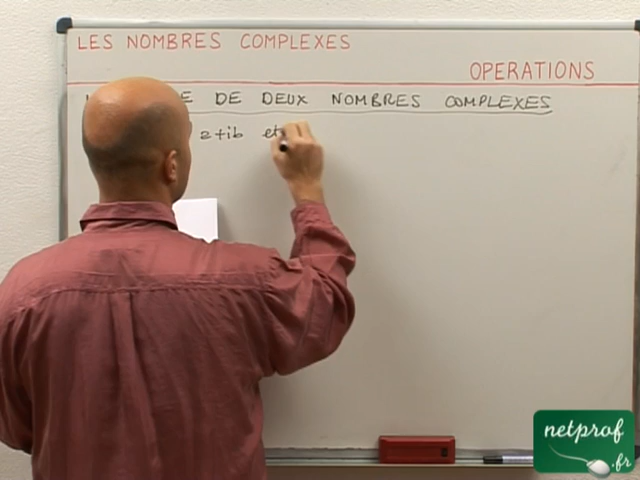 LES NOMBRES COMPLEXES
OPERATIONS
DE DEUX NOMBRES COMPLEXES
a+ib et
netprof
.fr